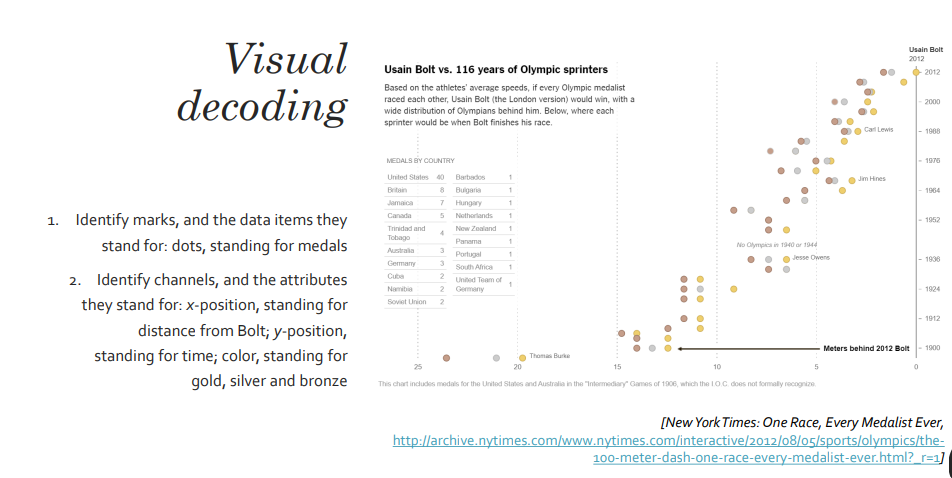 Visual
decoding
1. Identify marks, and the data items they
stand for: dots, standing for medals
2. Identify channels, and the attributes
they stand for: x-position, standing for
distance from Bolt; y-position,
standing for time; color, standing for
gold, silver and bronze
Usain Bolt vs. 116 years of Olympic sprinters
Based on the athletes' average speeds, if every Olympic medalist
raced each other, Usain Bolt (the London version) would win, with a
wide distribution of Olympians behind him. Below, where each
sprinter would be when Bolt finishes his race.
MEDALS BY COUNTRY
United States 40
Britain 8
Jamaica 7
Canada 5
Trinidad and
Tobago 4
Australia 3
Germany 3
Cuba 2
Namibia 2
Soviet Union 2
Barbados 1
Bulgaria 1
Hungary 1
Netherlands 1
New Zealand 1
Panama 1
Portugal 1
South Africa 1
United Team of
Germany 1
Usain Bolt
2012
2012
2000
Carl Lewis
1988
1976
Jim Hines
1964
1952
No Olympics in 1940 or 1944
Jesse Owens
1936
1924
1912
Meters behind 2012 Bolt
1900
Thomas Burke
25 20 15 10 5 0
This chart includes medals for the United States and Australia in the "Intermediary" Games of 1906, which the I.O.C. does not formally recognize.
[New York Times: One Race, Every Medalist Ever,
http://archive.nytimes.com/www.nytimes.com/interactive/2012/08/05/sports/olympics/the-
100-meter-dash-one-race-every-medalist-ever.html?_r=1]